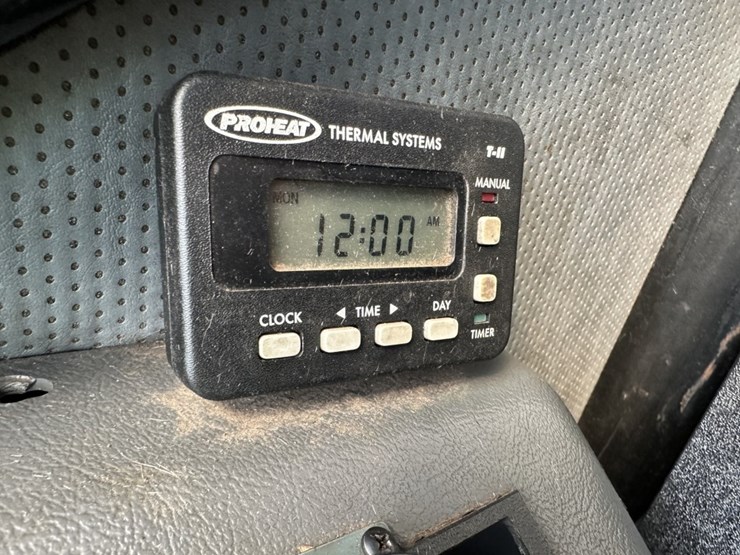 PROHEAT THERMAL SYSTEMS
T-II
MANUAL
MON
12:00 AM
CLOCK ◀ TIME ▶ DAY
TIMER